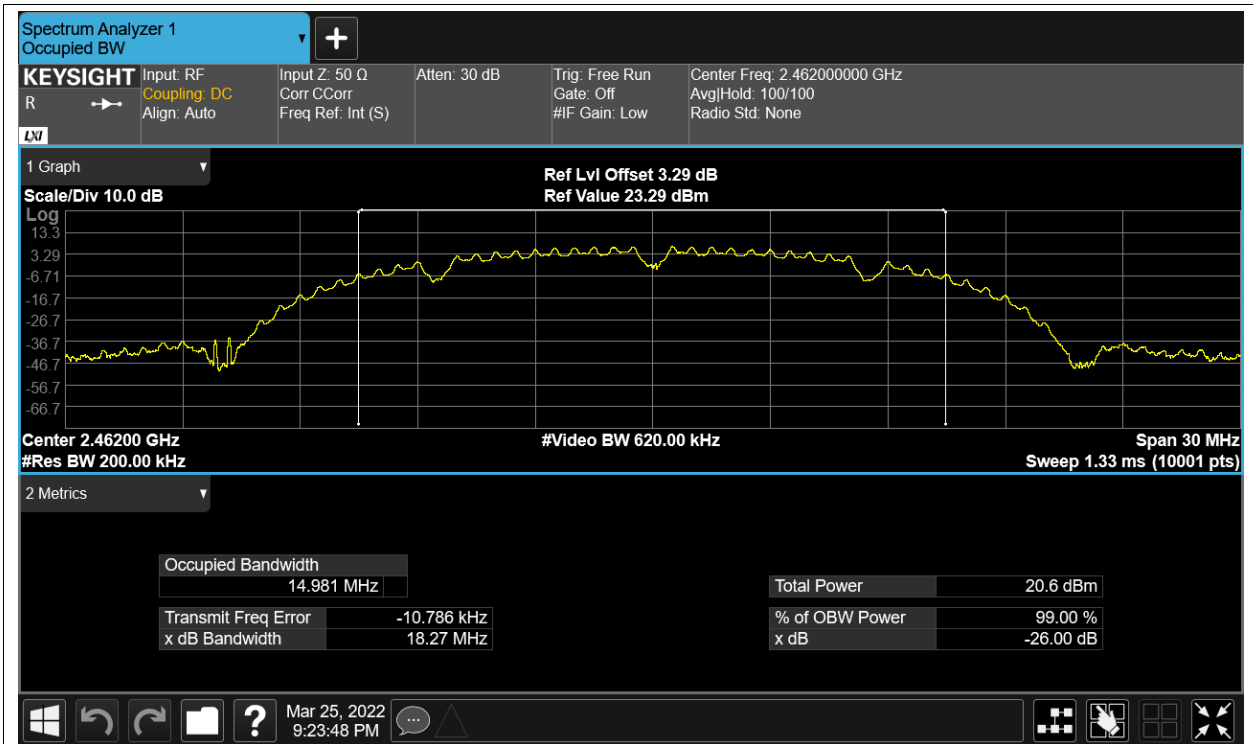 Spectrum Analyzer 1
Occupied BW
KEYSIGHT
R
LXI
Input: RF
Coupling: DC
Align: Auto
Input Z: 50 Ω
Corr CCorr
Freq Ref: Int (S)
Atten: 30 dB
Trig: Free Run
Gate: Off
#IF Gain: Low
Center Freq: 2.462000000 GHz
Avg|Hold: 100/100
Radio Std: None
1 Graph
Scale/Div 10.0 dB
Ref Lvl Offset 3.29 dB
Ref Value 23.29 dBm
Log
13.3
3.29
-6.71
-16.7
-26.7
-36.7
-46.7
-56.7
-66.7
Center 2.46200 GHz
#Video BW 620.00 kHz
Span 30 MHz
#Res BW 200.00 kHz
Sweep 1.33 ms (10001 pts)
2 Metrics
Occupied Bandwidth
14.981 MHz
Total Power 20.6 dBm
Transmit Freq Error -10.786 kHz
% of OBW Power 99.00 %
x dB Bandwidth 18.27 MHz
x dB -26.00 dB
?
Mar 25, 2022
9:23:48 PM